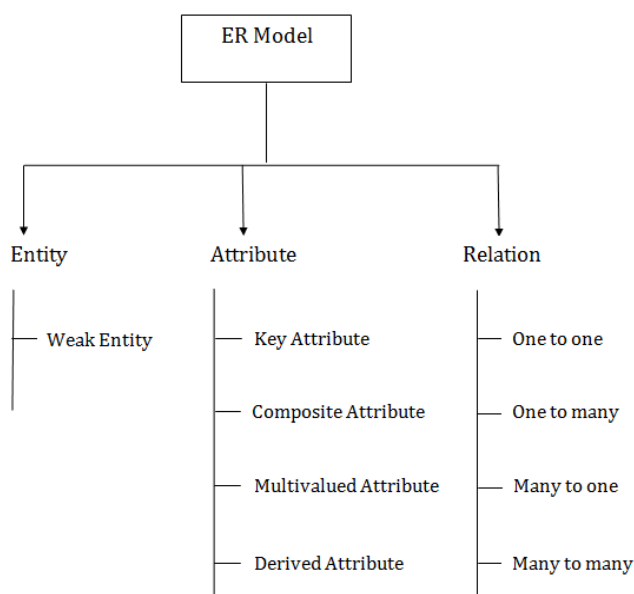 ER Model
Entity
Attribute
Relation
Weak Entity
Key Attribute
One to one
Composite Attribute
One to many
Multivalued Attribute
Many to one
Derived Attribute
Many to many